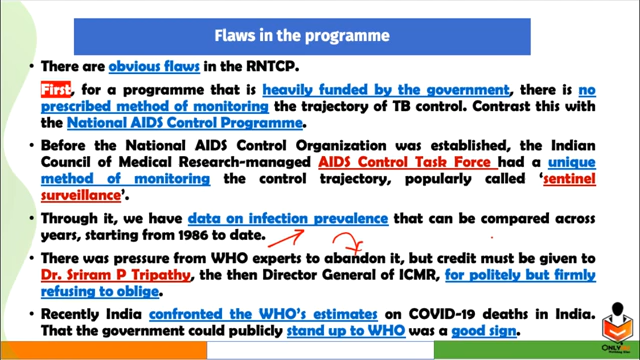 Flaws in the programme
• There are obvious flaws in the RNTCP.
First, for a programme that is heavily funded by the government, there is no
prescribed method of monitoring the trajectory of TB control. Contrast this with
the National AIDS Control Programme.
• Before the National AIDS Control Organization was established, the Indian
Council of Medical Research-managed AIDS Control Task Force had a unique
method of monitoring the control trajectory, popularly called ‘sentinel
surveillance’.
• Through it, we have data on infection prevalence that can be compared across
years, starting from 1986 to date.
• There was pressure from WHO experts to abandon it, but credit must be given to
Dr. Sriram P Tripathy, the then Director General of ICMR, for politely but firmly
refusing to oblige.
• Recently India confronted the WHO’s estimates on COVID-19 deaths in India.
That the government could publicly stand up to WHO was a good sign.